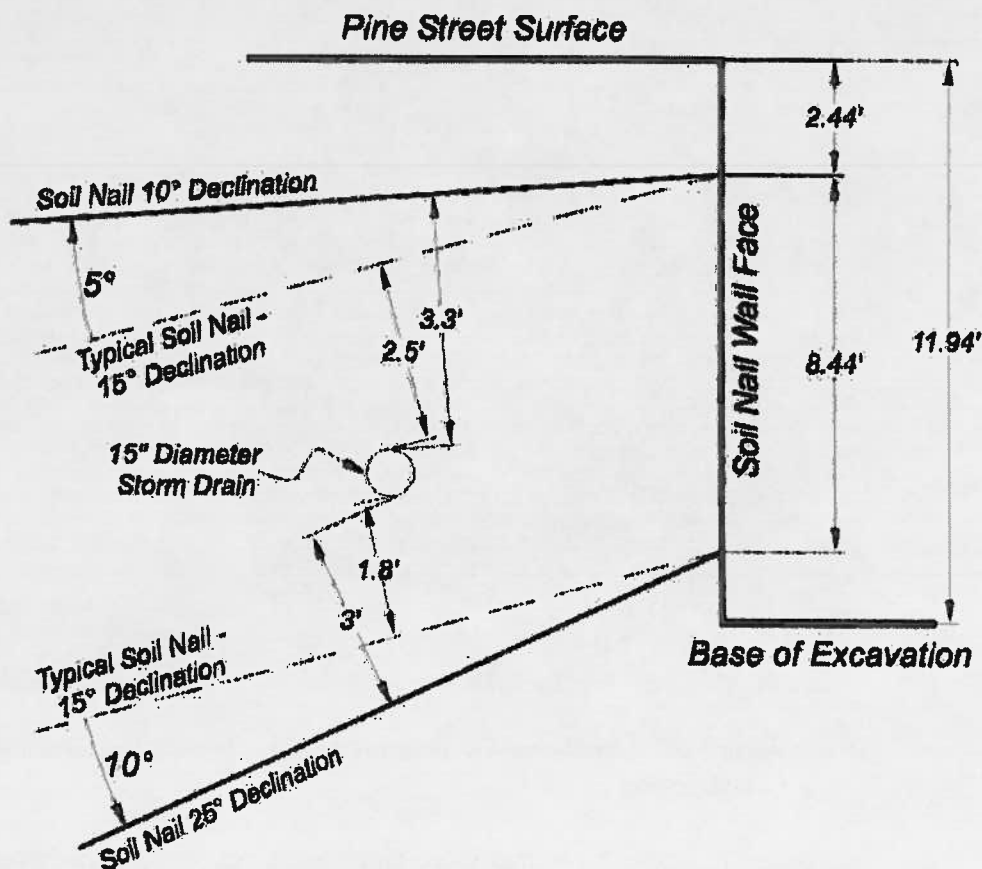 Pine Street Surface
2.44'
Soil Nail 10° Declination
5°
Typical Soil Nail -
15° Declination
3.3'
2.5'
Soil Nail Wall Face
8.44'
11.94'
15" Diameter
Storm Drain
1.8'
3'
Typical Soil Nail -
15° Declination
Base of Excavation
10°
Soil Nail 25° Declination